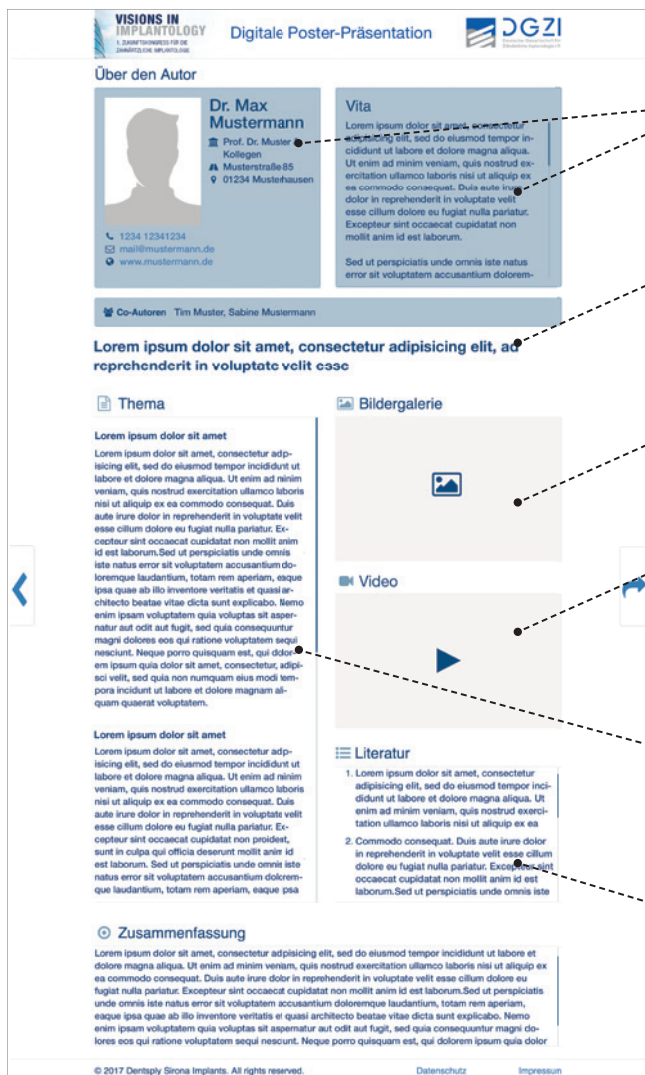 VISIONS IN
IMPLANTOLOGY
1. ZUKUNFTSKONGRESS FÜR DIE
ZAHNÄRZTLICHE IMPLANTOLOGIE
Digitale Poster-Präsentation
DGZI
Deutsche Gesellschaft für
Zahnärztliche Implantologie e.V.
Über den Autor
Dr. Max
Mustermann
Prof. Dr. Muster &
Kollegen
Musterstraße 85
01234 Musterhausen
1234 12341234
mail@mustermann.de
www.mustermann.de
Vita
Lorem ipsum dolor sit amet, consectetur
adipisicing elit, sed do eiusmod tempor in-
cididunt ut labore et dolore magna aliqua.
Ut enim ad minim veniam, quis nostrud ex-
ercitation ullamco laboris nisi ut aliquip ex
ea commodo consequat. Duis aute irure
dolor in reprehenderit in voluptate velit
esse cillum dolore eu fugiat nulla pariatur.
Excepteur sint occaecat cupidatat non
mollit anim id est laborum.
Sed ut perspiciatis unde omnis iste natus
error sit voluptatem accusantium dolorem-
Co-Autoren Tim Muster, Sabine Mustermann
Lorem ipsum dolor sit amet, consectetur adipisicing elit, ad
reprehenderit in voluptate velit esse
Thema
Lorem ipsum dolor sit amet
Lorem ipsum dolor sit amet, consectetur adip-
isicing elit, sed do eiusmod tempor incididunt ut
labore et dolore magna aliqua. Ut enim ad minim
veniam, quis nostrud exercitation ullamco laboris
nisi ut aliquip ex ea commodo consequat. Duis
aute irure dolor in reprehenderit in voluptate velit
esse cillum dolore eu fugiat nulla pariatur. Ex-
cepteur sint occaecat cupidatat non mollit anim
id est laborum.Sed ut perspiciatis unde omnis
iste natus error sit voluptatem accusantium do-
loremque laudantium, totam rem aperiam, eaque
ipsa quae ab illo inventore veritatis et quasi ar-
chitecto beatae vitae dicta sunt explicabo. Nemo
enim ipsam voluptatem quia voluptas sit asper-
natur aut odit aut fugit, sed quia consequuntur
magni dolores eos qui ratione voluptatem sequi
nesciunt. Neque porro quisquam est, qui ddor-
em ipsum quia dolor sit amet, consectetur, adipi-
sci velit, sed quia non numquam eius modi tem-
pora incidunt ut labore et dolore magnam ali-
quam quaerat voluptatem.
Lorem ipsum dolor sit amet
Lorem ipsum dolor sit amet, consectetur adip-
isicing elit, sed do eiusmod tempor incididunt ut
labore et dolore magna aliqua. Ut enim ad minim
veniam, quis nostrud exercitation ullamco laboris
nisi ut aliquip ex ea commodo consequat. Duis
aute irure dolor in reprehenderit in voluptate velit
esse cillum dolore eu fugiat nulla pariatur. Ex-
cepteur sint occaecat cupidatat non proident,
sunt in culpa qui officia deserunt mollit anim id
est laborum. Sed ut perspiciatis unde omnis iste
natus error sit voluptatem accusantium dolorem-
que laudantium, totam rem aperiam, eaque psa
Bildergalerie
Video
Literatur
1. Lorem ipsum dolor sit amet, consectetur
adipisicing elit, sed do eiusmod tempor inci-
didunt ut labore et dolore magna aliqua. Ut
enim ad minim veniam, quis nostrud exerci-
tation ullamco laboris nisi ut aliquip ex ea
2. Commodo consequat. Duis aute irure dolor
in reprehenderit in voluptate velit esse cillum
dolore eu fugiat nulla pariatur. Excepteur sint
occaecat cupidatat non mollit anim id est
laborum.Sed ut perspiciatis unde omnis iste
Zusammenfassung
Lorem ipsum dolor sit amet, consectetur adipisicing elit, sed do eiusmod tempor incididunt ut labore et
dolore magna aliqua. Ut enim ad minim veniam, quis nostrud exercitation ullamco laboris nisi ut aliquip ex
ea commodo consequat. Duis aute irure dolor in reprehenderit in voluptate velit esse cillum dolore eu
fugiat nulla pariatur. Excepteur sint occaecat cupidatat non mollit anim id est laborum.Sed ut perspiciatis
unde omnis iste natus error sit voluptatem accusantium doloremque laudantium, totam rem aperiam,
eaque ipsa quae ab illo inventore veritatis et quasi architecto beatae vitae dicta sunt explicabo. Nemo
enim ipsam voluptatem quia voluptas sit aspernatur aut odit aut fugit, sed quia consequuntur magni do-
lores eos qui ratione voluptatem sequi nesciunt. Neque porro quisquam est, qui dolorem ipsum quia dolor
© 2017 Dentsply Sirona Implants. All rights reserved.
Datenschutz
Impressum